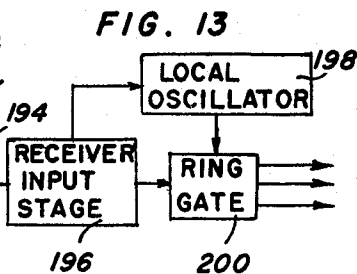 FIG. 13
198
LOCAL
OSCILLATOR
194
RECEIVER
INPUT
STAGE
RING
GATE
196
200